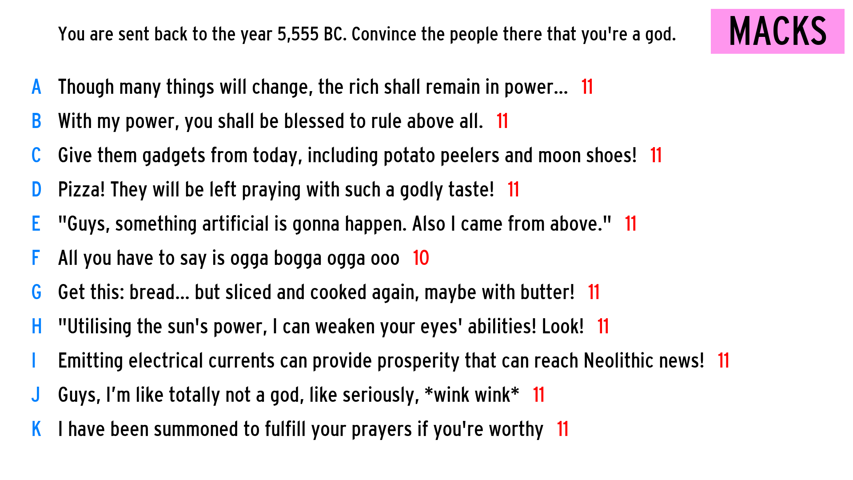 You are sent back to the year 5,555 BC. Convince the people there that you're a god.
MACKS
A Though many things will change, the rich shall remain in power... 11
B With my power, you shall be blessed to rule above all. 11
C Give them gadgets from today, including potato peelers and moon shoes! 11
D Pizza! They will be left praying with such a godly taste! 11
E "Guys, something artificial is gonna happen. Also I came from above." 11
F All you have to say is ogga bogga ogga ooo 10
G Get this: bread... but sliced and cooked again, maybe with butter! 11
H "Utilising the sun's power, I can weaken your eyes' abilities! Look! 11
I Emitting electrical currents can provide prosperity that can reach Neolithic news! 11
J Guys, I’m like totally not a god, like seriously, *wink wink* 11
K I have been summoned to fulfill your prayers if you're worthy 11